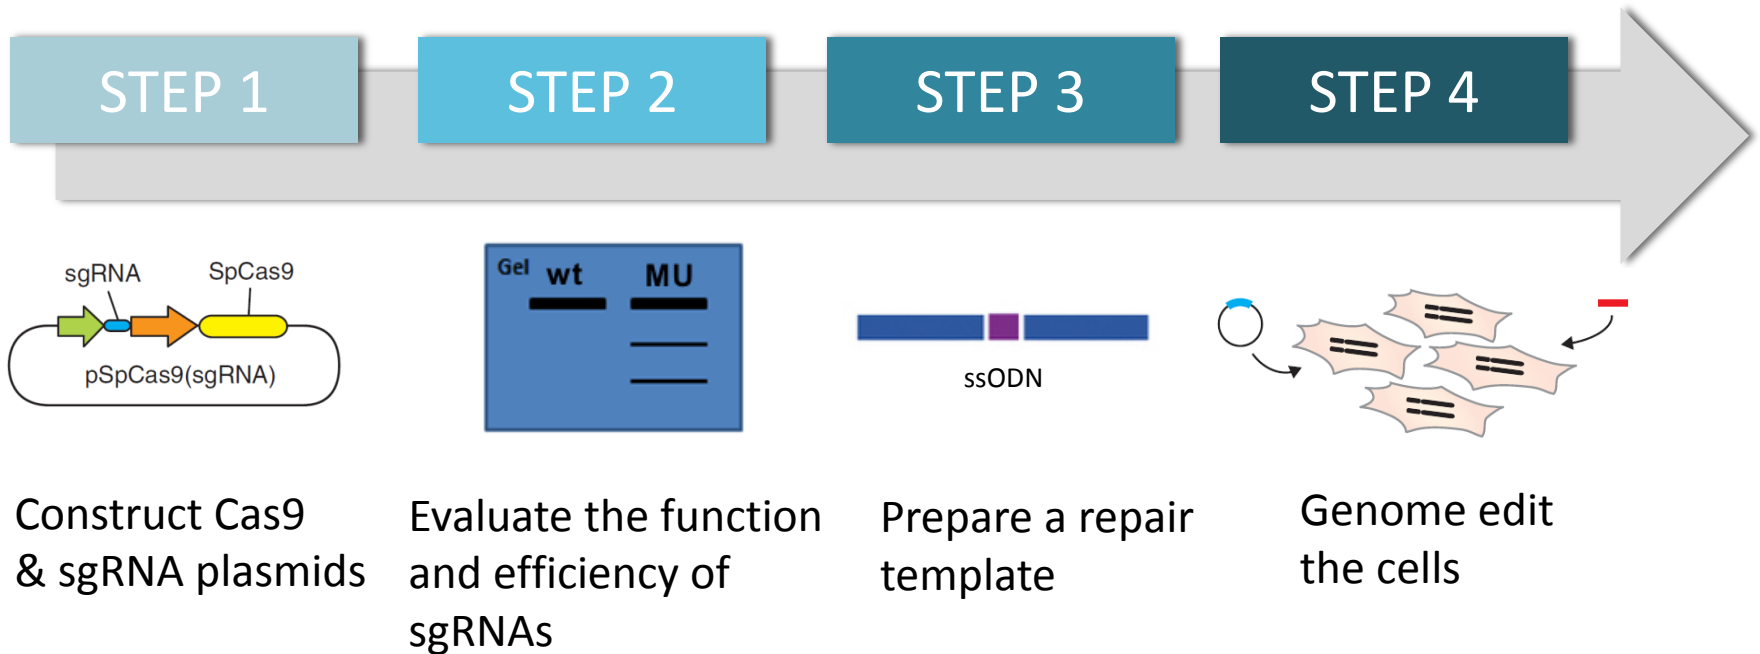 STEP 1
STEP 2
STEP 3
STEP 4
sgRNA
SpCas9
pSpCas9(sgRNA)
Gel
wt
MU
ssODN
Construct Cas9
& sgRNA plasmids
Evaluate the function
and efficiency of
sgRNAs
Prepare a repair
template
Genome edit
the cells